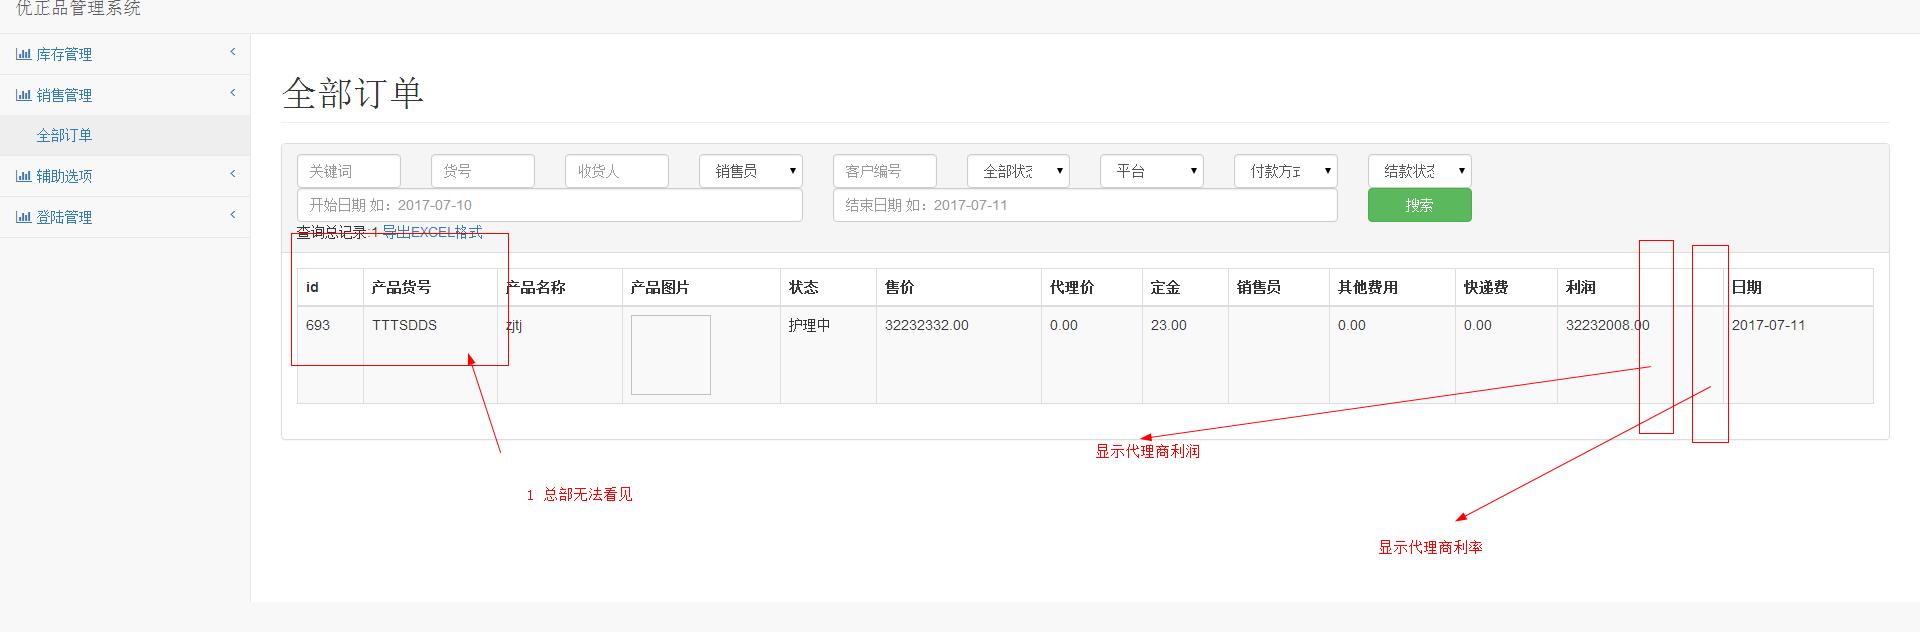 优正品管理系统
库存管理
销售管理
全部订单
辅助选项
登陆管理
全部订单
关键词 货号 收货人 销售员 客户编号 全部状态 平台 付款方式 结款状态
开始日期 如：2017-07-10 结束日期 如：2017-07-11 搜索
查询总记录:1 导出EXCEL格式
id 产品货号 产品名称 产品图片 状态 售价 代理价 定金 销售员 其他费用 快递费 利润 日期
693 TTTSDDS zjtj 护理中 32232332.00 0.00 23.00 0.00 0.00 32232008.00 2017-07-11
显示代理商利润
1 总部无法看见
显示代理商利率